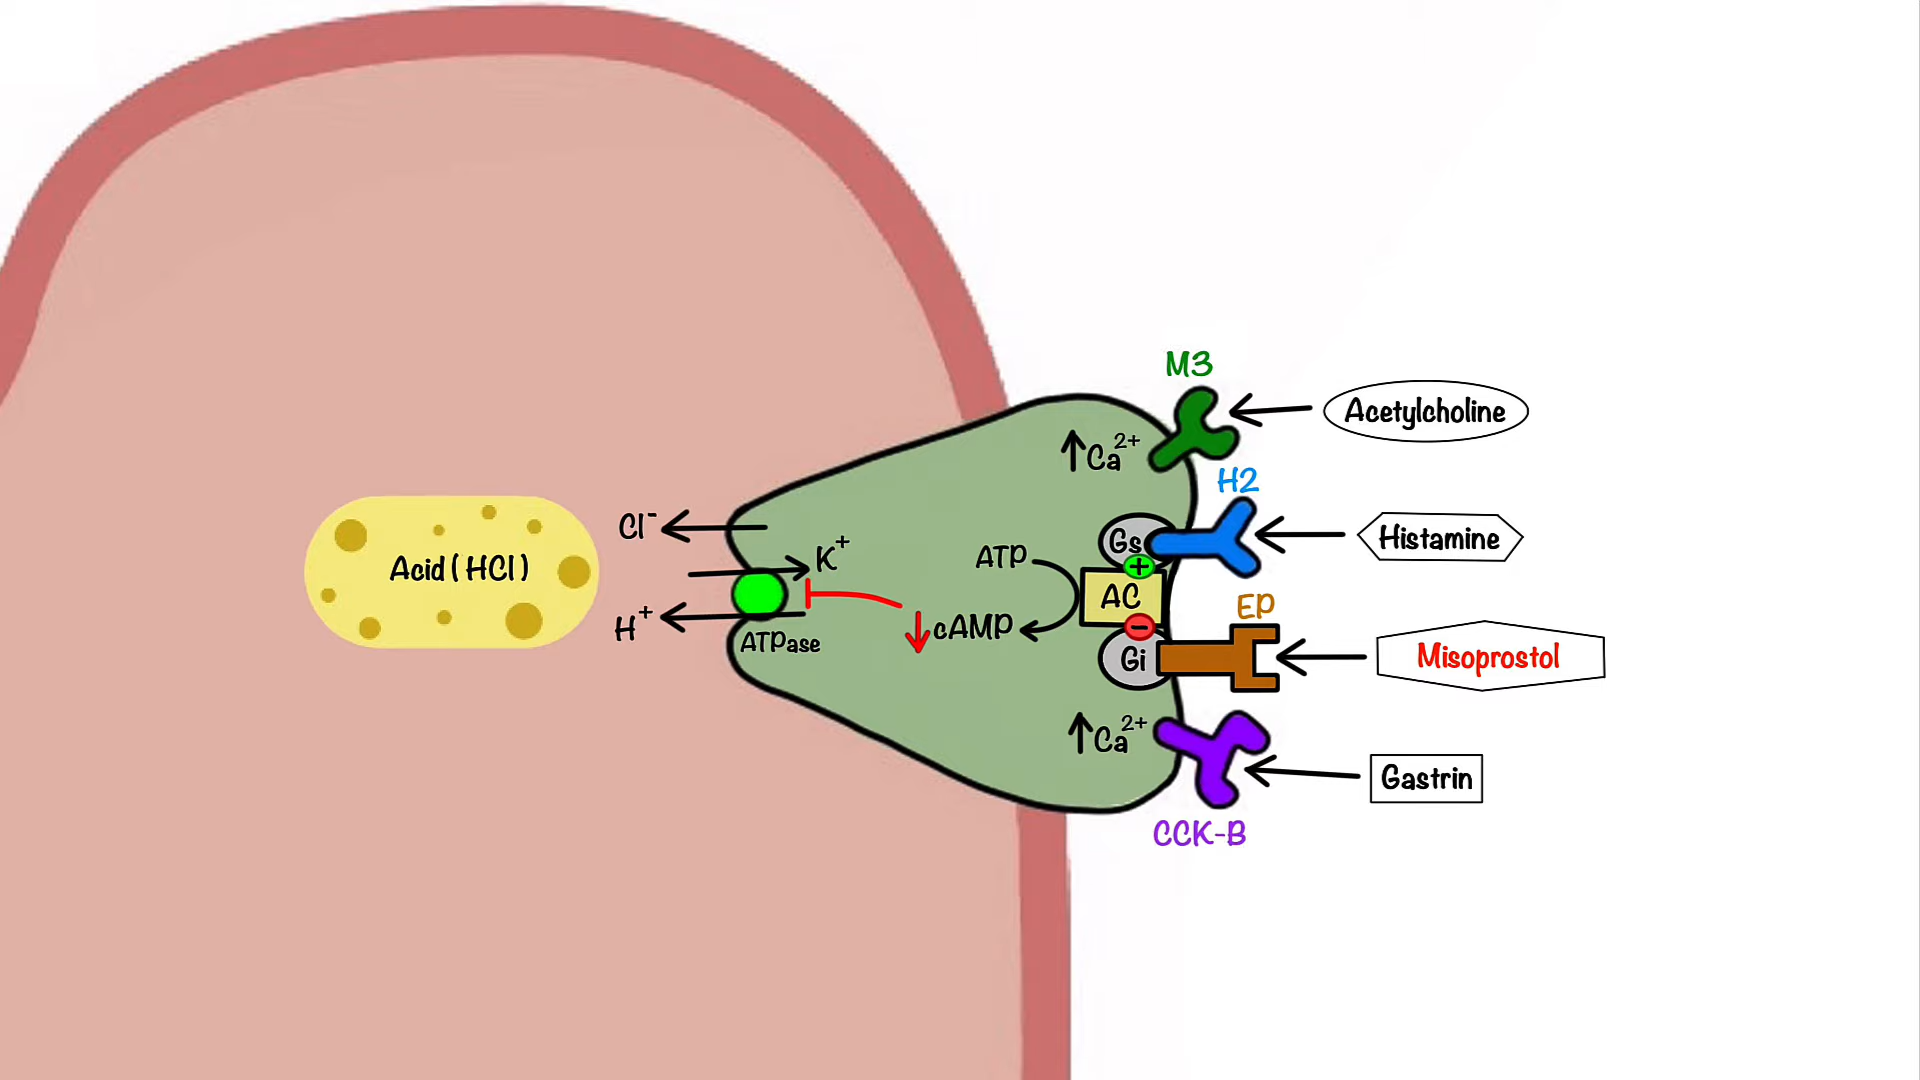 M3
Acetylcholine
↑Ca²⁺
H2
Cl⁻
Gs
Histamine
K⁺
ATP
+
Acid (HCl)
AC
EP
H⁺
↓cAMP
−
ATPase
Gi
Misoprostol
↑Ca²⁺
Gastrin
CCK-B